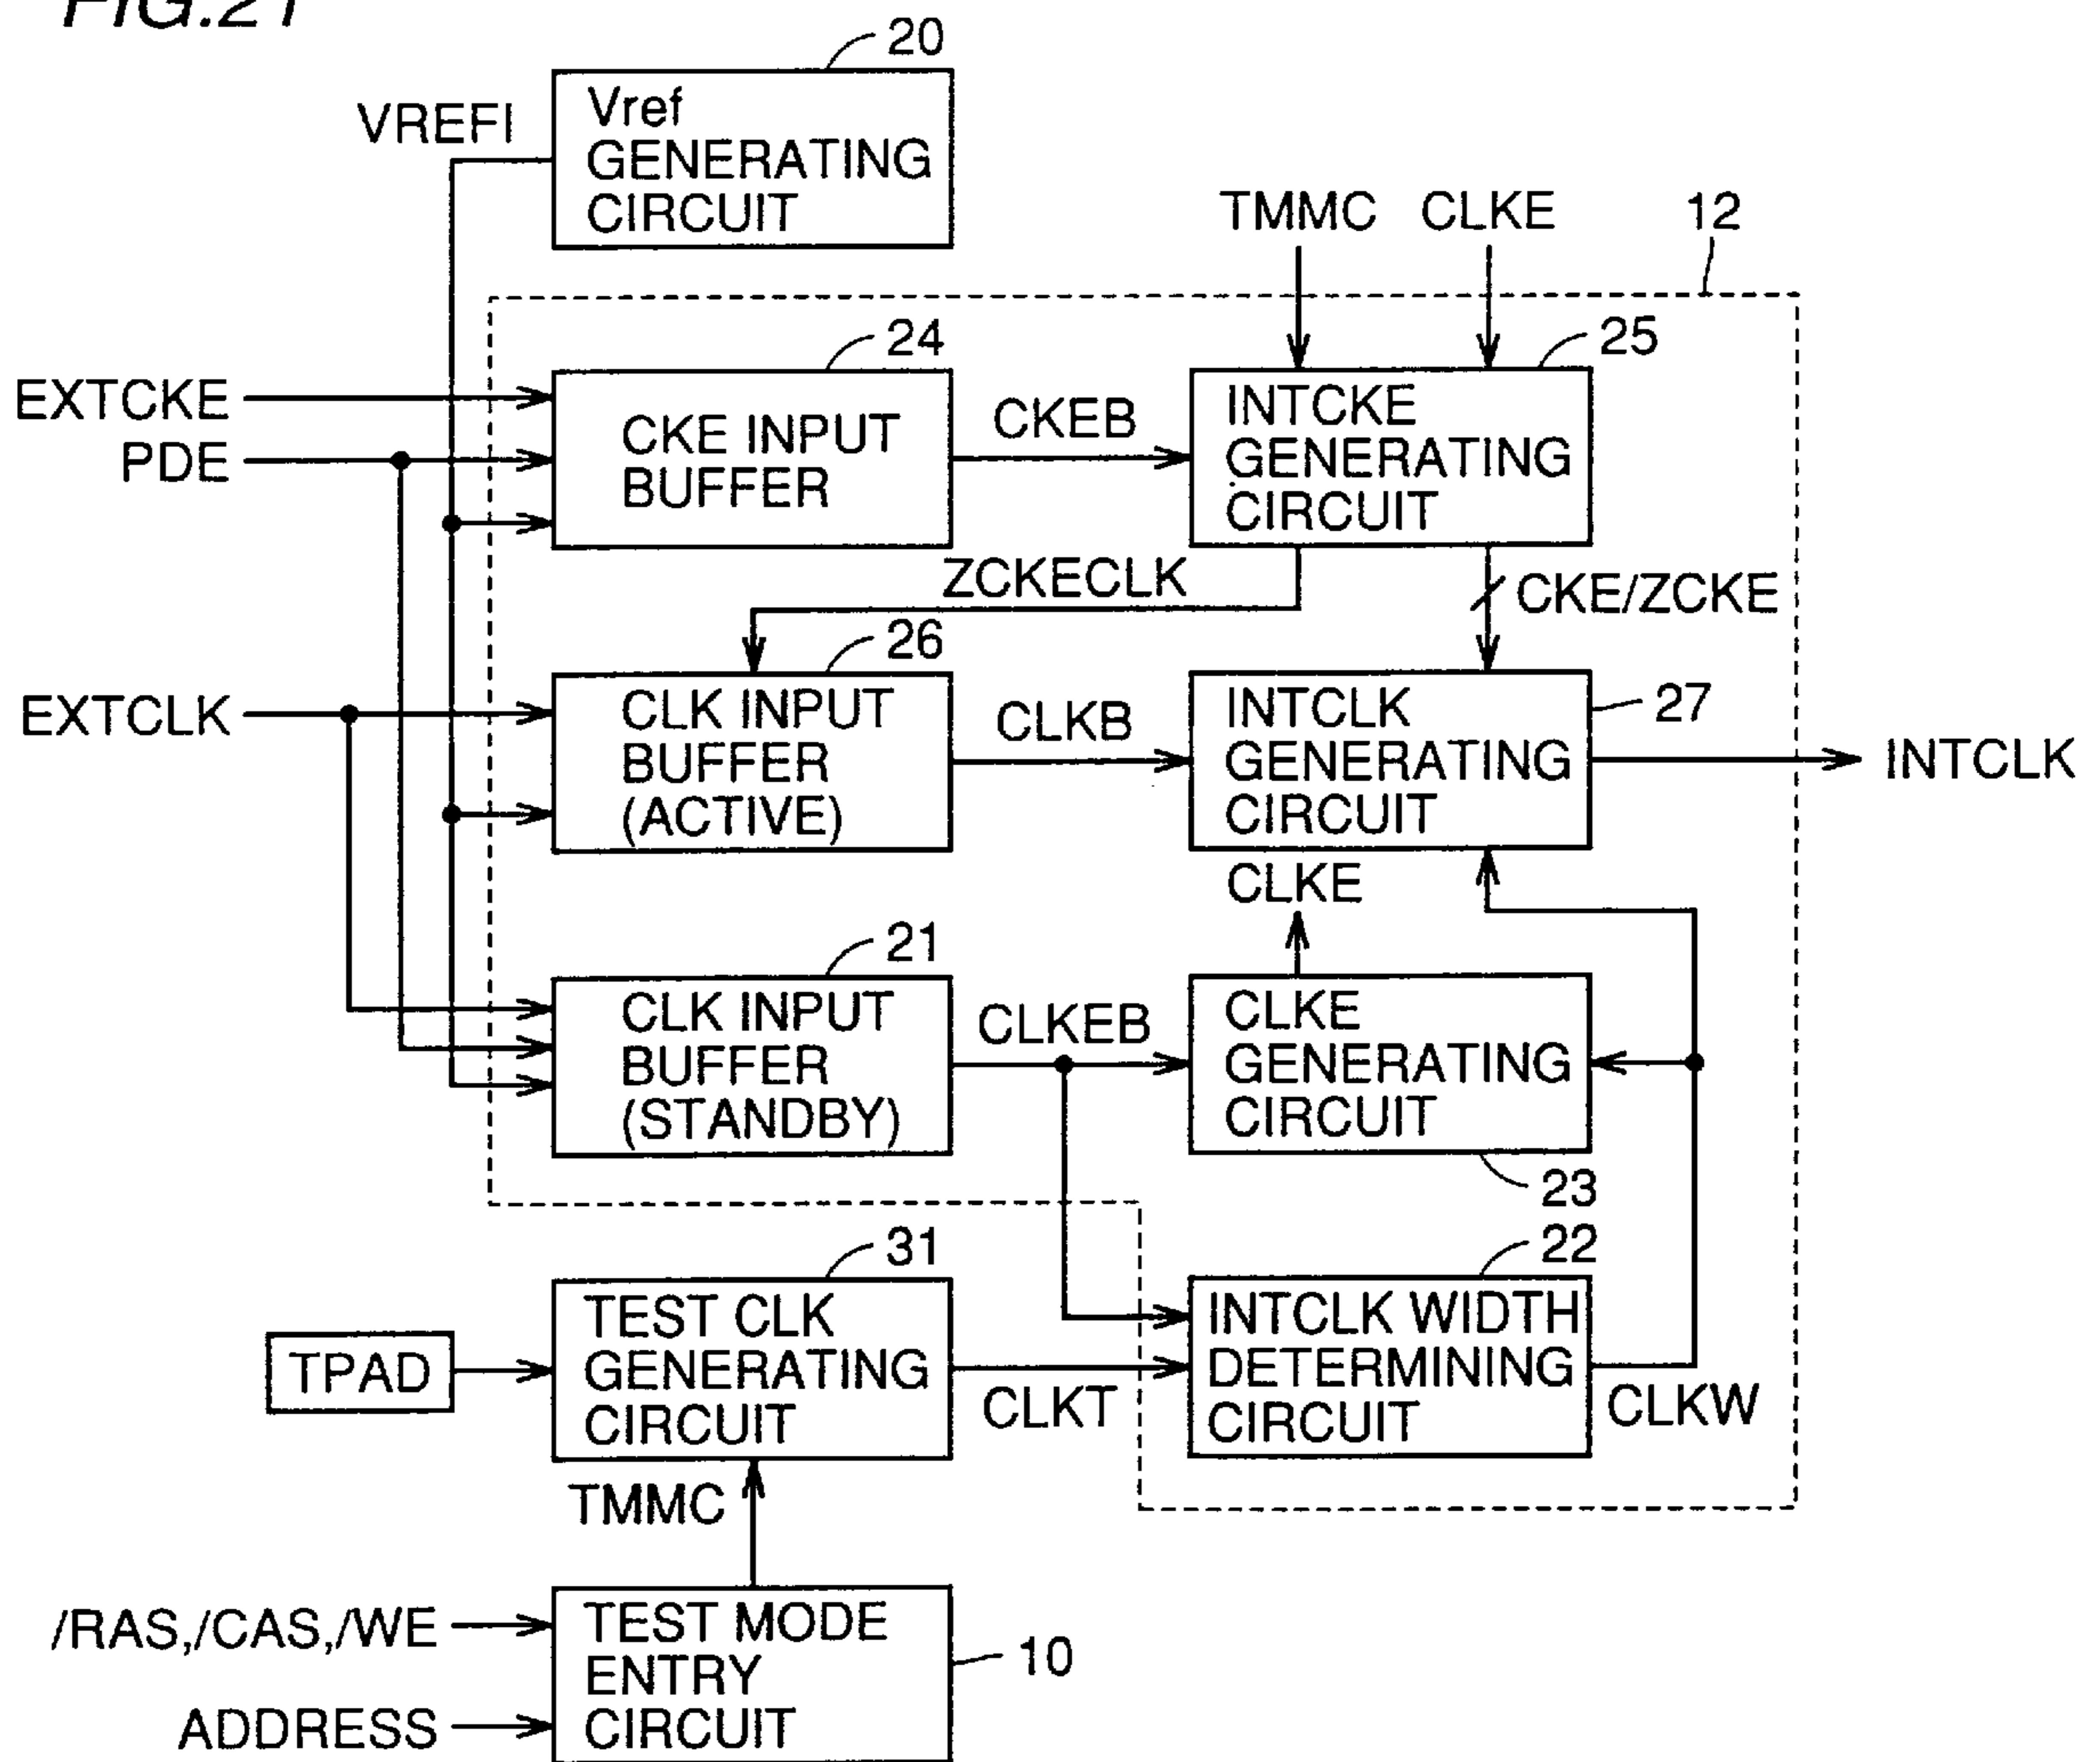 FIG.21
20
VREFI
Vref
GENERATING
CIRCUIT
TMMC CLKE
12
24
25
EXTCKE
PDE
CKE INPUT
BUFFER
CKEB
INTCKE
GENERATING
CIRCUIT
ZCKECLK
CKE/ZCKE
26
27
EXTCLK
CLK INPUT
BUFFER
(ACTIVE)
CLKB
INTCLK
GENERATING
CIRCUIT
INTCLK
CLKE
21
CLK INPUT
BUFFER
(STANDBY)
CLKEB
CLKE
GENERATING
CIRCUIT
23
31
22
TPAD
TEST CLK
GENERATING
CIRCUIT
CLKT
INTCLK WIDTH
DETERMINING
CIRCUIT
CLKW
TMMC
/RAS,/CAS,/WE
ADDRESS
TEST MODE
ENTRY
CIRCUIT
10